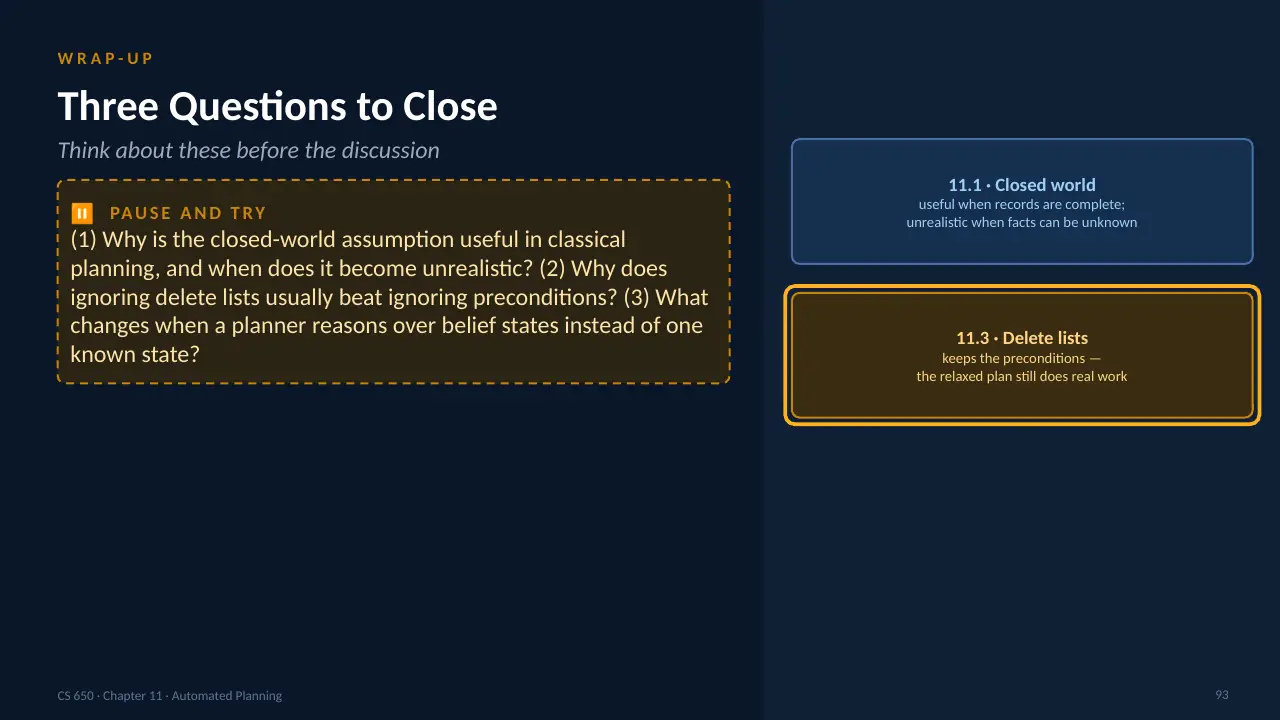 WRAP-UP
Three Questions to Close
Think about these before the discussion
⏸ PAUSE AND TRY
(1) Why is the closed-world assumption useful in classical
planning, and when does it become unrealistic? (2) Why does
ignoring delete lists usually beat ignoring preconditions? (3) What
changes when a planner reasons over belief states instead of one
known state?
11.1 · Closed world
useful when records are complete;
unrealistic when facts can be unknown
11.3 · Delete lists
keeps the preconditions —
the relaxed plan still does real work
CS 650 · Chapter 11 · Automated Planning
93